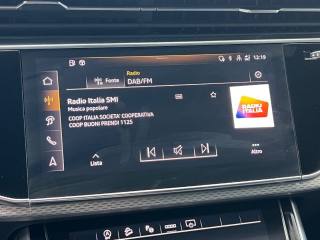 Radio
12:19
Fonte
DAB/FM
Radio Italia SMI
Musica popolare
COOP ITALIA SOCIETA' COOPERATIVA
COOP BUONI PRENDI 1125
RADIO
ITALIA
Lista
Altro